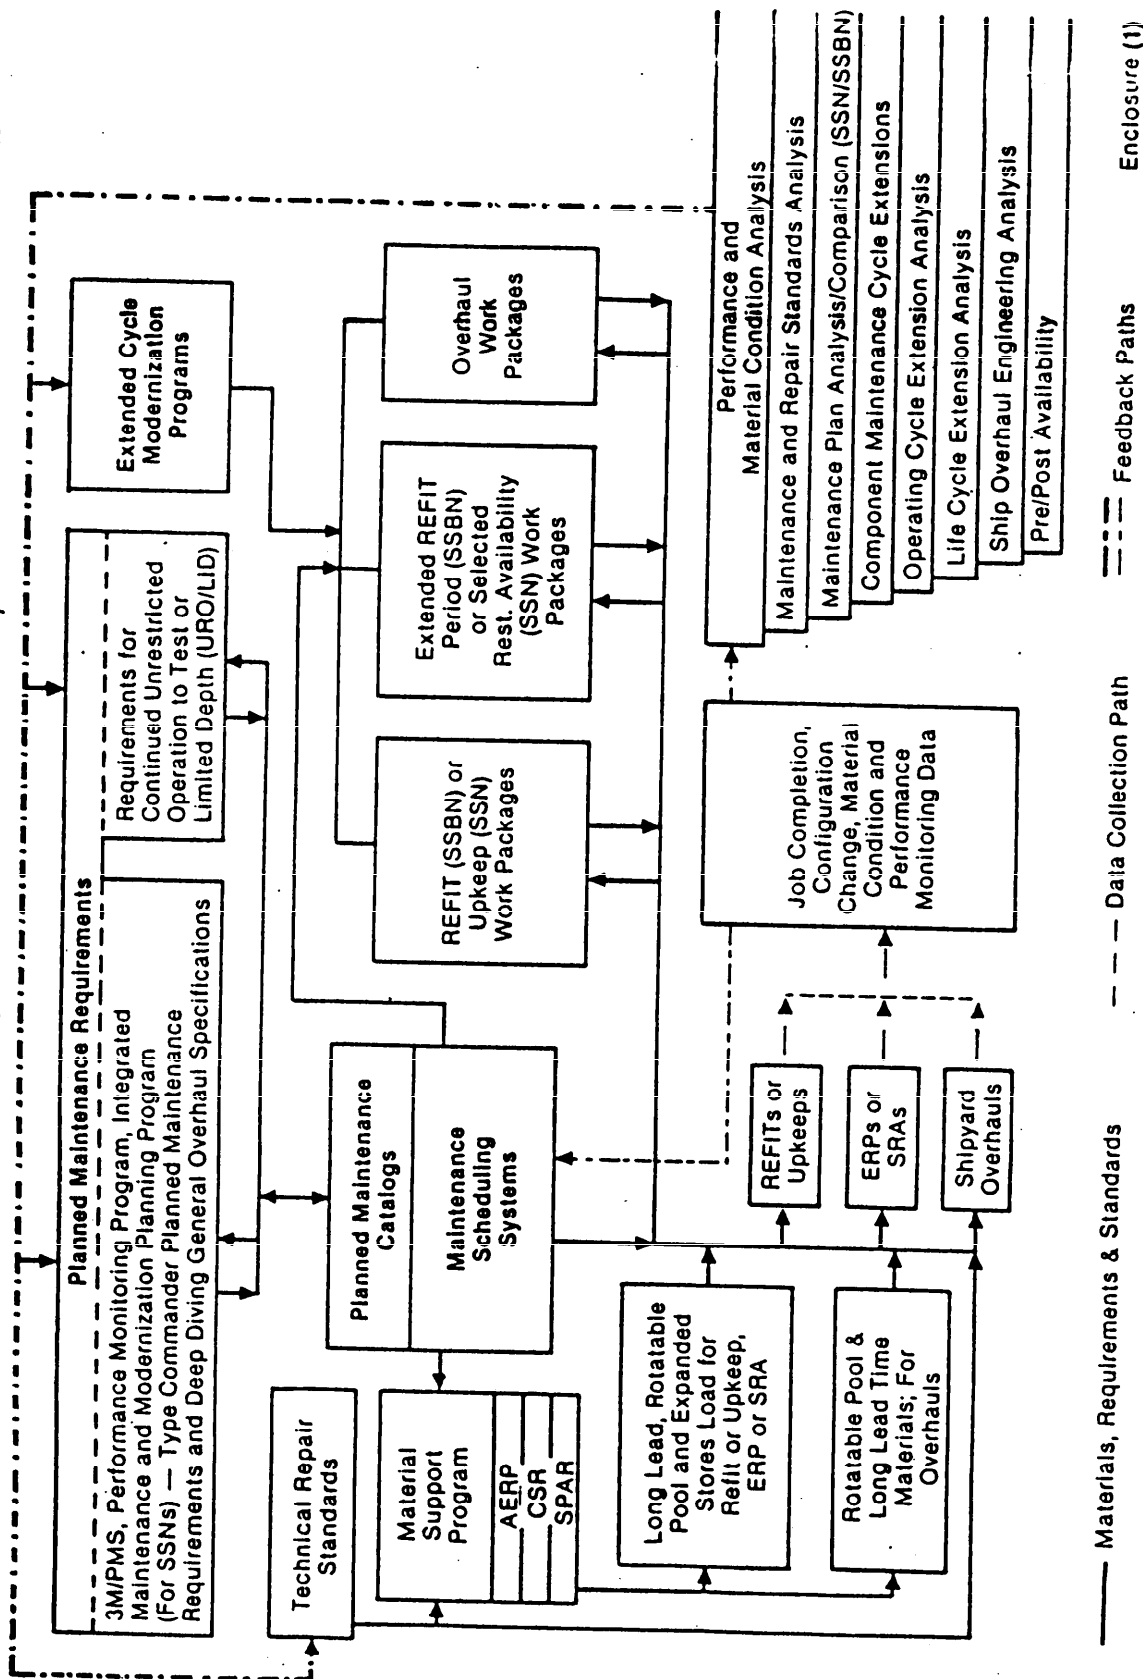 Planned Maintenance Requirements
3M/PMS, Performance Monitoring Program, Integrated
Maintenance and Modernization Planning Program
(For SSNs) — Type Commander Planned Maintenance
Requirements and Deep Diving General Overhaul Specifications
Requirements for
Continued Unrestricted
Operation to Test or
Limited Depth (URO/LID)
Extended Cycle
Modernization
Programs
Technical Repair
Standards
Planned Maintenance
Catalogs
Maintenance
Scheduling
Systems
Material
Support
Program
AERP
CSR
SPAR
REFIT (SSBN) or
Upkeep (SSN)
Work Packages
Extended REFIT
Period (SSBN)
or Selected
Rest. Availability
(SSN) Work
Packages
Overhaul
Work
Packages
Long Lead, Rotatable
Pool and Expanded
Stores Load for
Refit or Upkeep,
ERP or SRA
Rotatable Pool &
Long Lead Time
Materials; For
Overhauls
REFITs or
Upkeeps
ERPs or
SRAs
Shipyard
Overhauls
Job Completion,
Configuration
Change, Material
Condition and
Performance
Monitoring Data
Performance and
Material Condition Analysis
Maintenance and Repair Standards Analysis
Maintenance Plan Analysis/Comparison (SSN/SSBN)
Component Maintenance Cycle Extensions
Operating Cycle Extension Analysis
Life Cycle Extension Analysis
Ship Overhaul Engineering Analysis
Pre/Post Availability
Materials, Requirements & Standards
Data Collection Path
Feedback Paths
Enclosure (1)